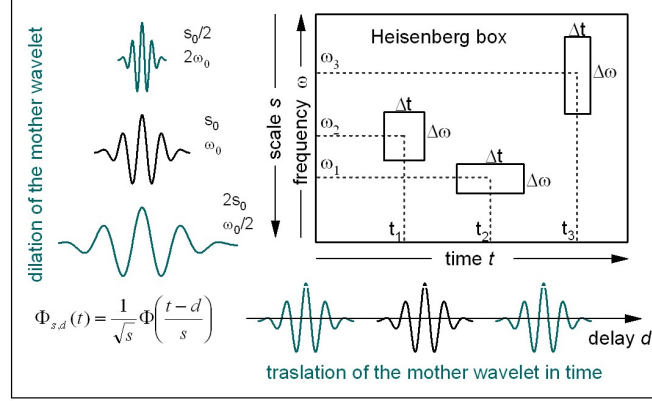 dilation of the mother wavelet
s₀/2
2ω₀
s₀
ω₀
2s₀
ω₀/2
Φ_{s,d}(t) = 1/√s Φ((t−d)/s)
scale s
frequency ω
Heisenberg box
ω₃
Δt
Δω
Δt
ω₂
Δω
Δt
ω₁
Δω
t₁
t₂
t₃
time t
delay d
traslation of the mother wavelet in time